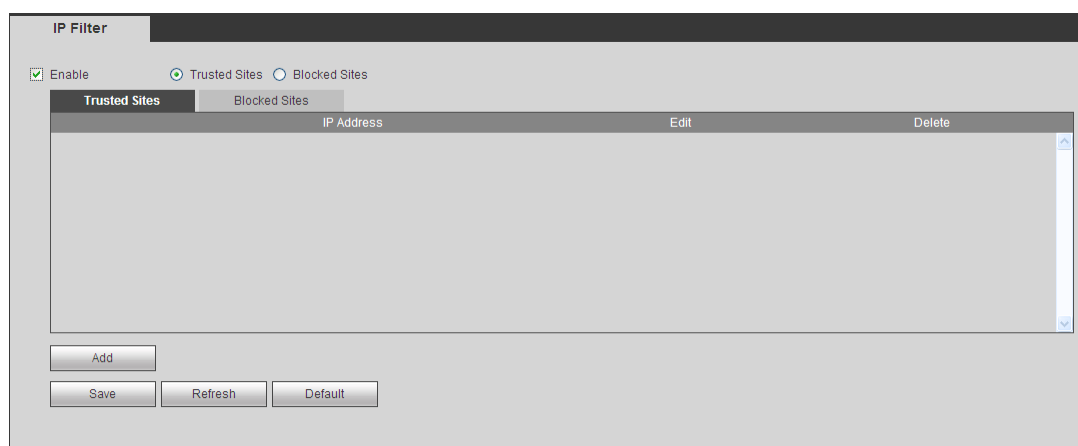 IP Filter
Enable Trusted Sites Blocked Sites
Trusted Sites Blocked Sites
IP Address Edit Delete
Add
Save Refresh Default